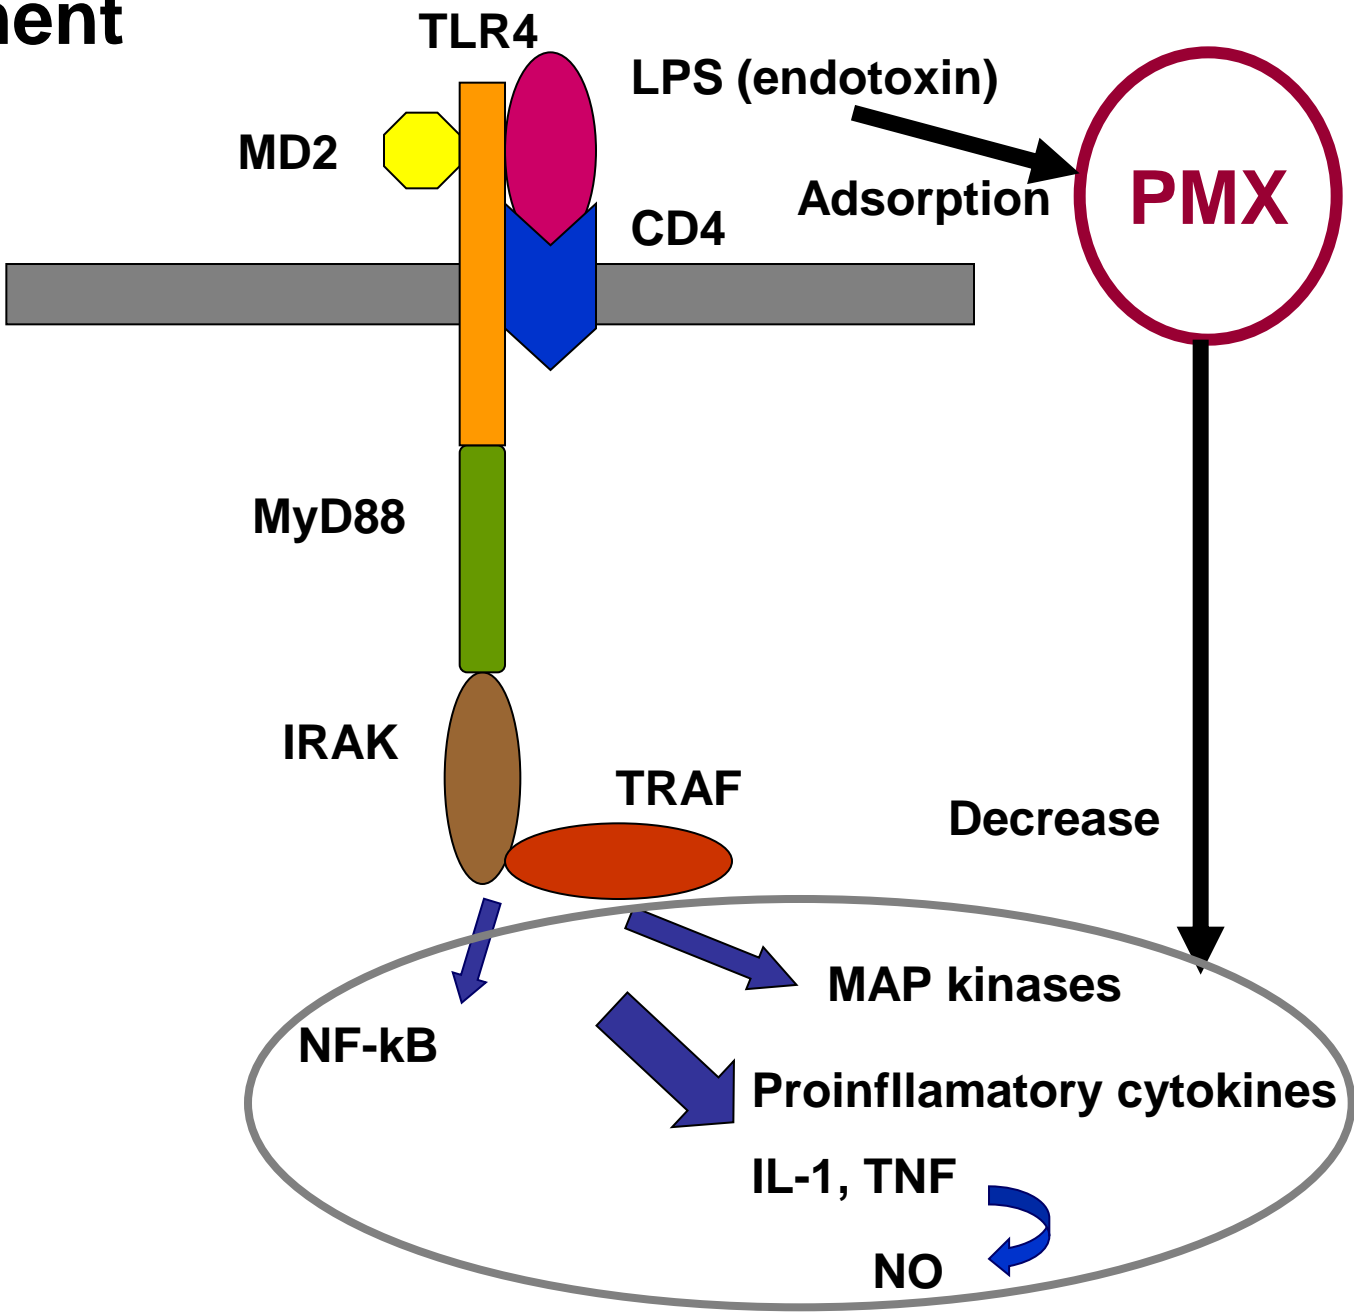 nent
TLR4
LPS (endotoxin)
MD2
Adsorption
PMX
CD4
MyD88
IRAK
TRAF
Decrease
MAP kinases
NF-kB
Proinfllamatory cytokines
IL-1, TNF
NO